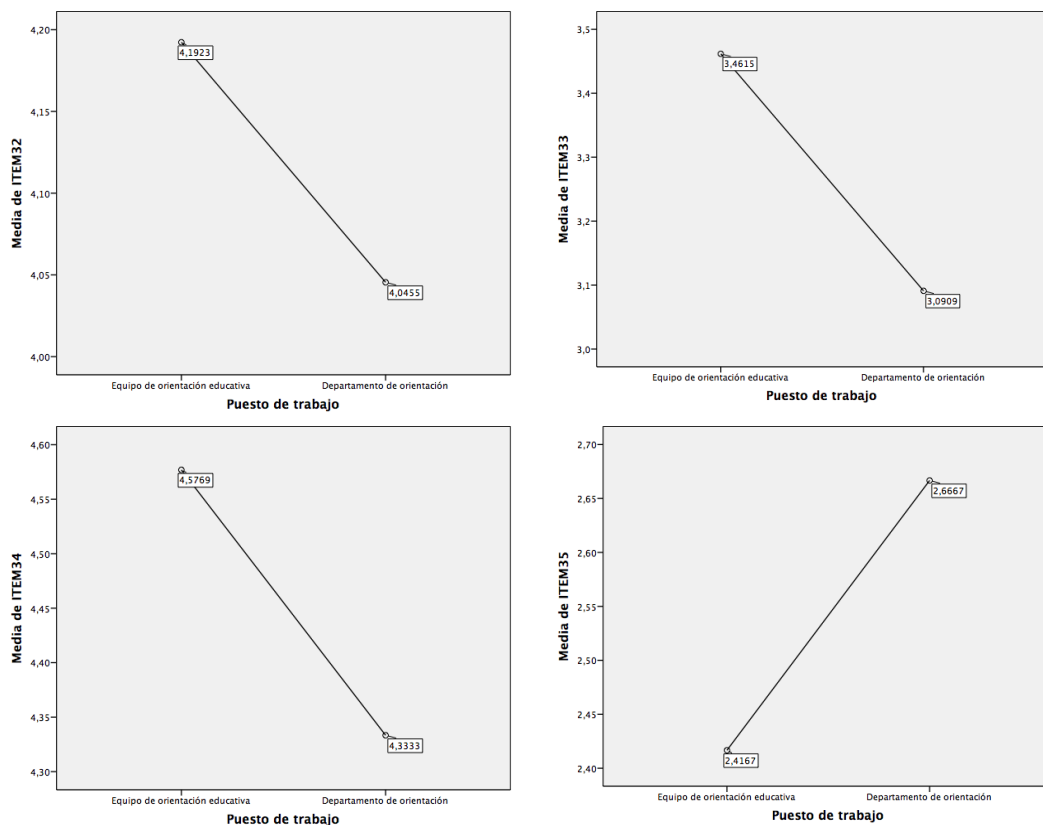 4,20
4,15
4,10
4,05
4,00
Media de ITEM32
4,1923
4,0455
Equipo de orientación educativa
Departamento de orientación
Puesto de trabajo
3,5
3,4
3,3
3,2
3,1
3,0
Media de ITEM33
3,4615
3,0909
Equipo de orientación educativa
Departamento de orientación
Puesto de trabajo
4,60
4,55
4,50
4,45
4,40
4,35
4,30
Media de ITEM34
4,5769
4,3333
Equipo de orientación educativa
Departamento de orientación
Puesto de trabajo
2,70
2,65
2,60
2,55
2,50
2,45
2,40
Media de ITEM35
2,6667
2,4167
Equipo de orientación educativa
Departamento de orientación
Puesto de trabajo